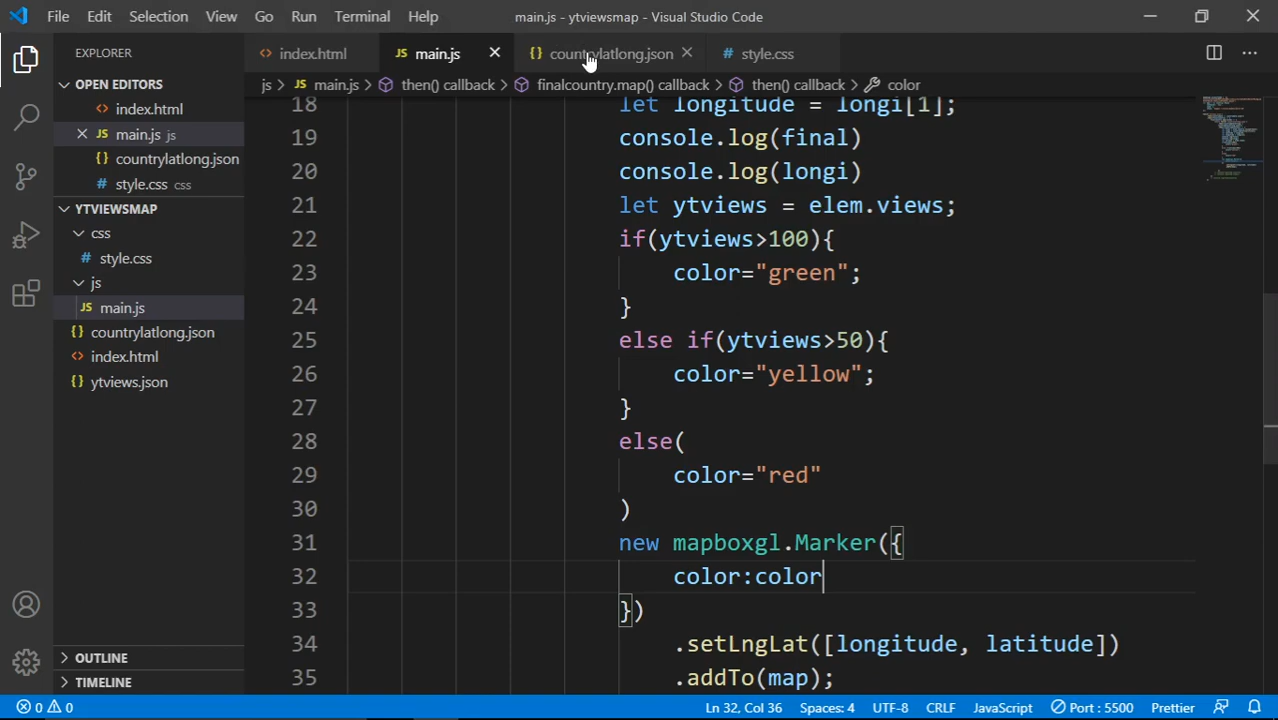 File Edit Selection View Go Run Terminal Help main.js - ytviewsmap - Visual Studio Code
EXPLORER
OPEN EDITORS
index.html
main.js js
countrylatlong.json
style.css css
YTVIEWSMAP
css
style.css
js
JS main.js
countrylatlong.json
index.html
ytviews.json
OUTLINE
TIMELINE
index.html JS main.js countrylatlong.json style.css
js > JS main.js > then() callback > finalcountry.map() callback > then() callback > color
18 let longitude = longi[1];
19 console.log(final)
20 console.log(longi)
21 let ytviews = elem.views;
22 if(ytviews>100){
23 color="green";
24 }
25 else if(ytviews>50){
26 color="yellow";
27 }
28 else(
29 color="red"
30 )
31 new mapboxgl.Marker({
32 color:color
33 })
34 .setLngLat([longitude, latitude])
35 .addTo(map);
0 0 Ln 32, Col 36 Spaces: 4 UTF-8 CRLF JavaScript Port : 5500 Prettier